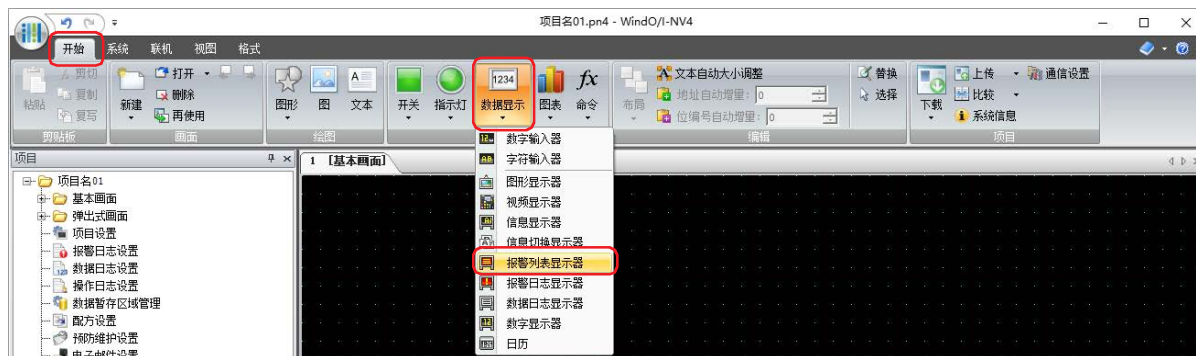 项目名01.pn4 - WindO/I-NV4
开始 系统 联机 视图 格式
粘贴 剪切 复制 复写
剪贴板
新建 打开 删除 再使用
画面
图形 图 文本
绘图
开关 指示灯 数据显示 图表 命令
1234
fx
布局 文本自动大小调整
地址自动增量: 0
位编号自动增量: 0
替换
选择
编辑
下载 上传 比较 系统信息 通信设置
项目
项目
项目名01
基本画面
弹出式画面
项目设置
报警日志设置
数据日志设置
操作日志设置
数据暂存区域管理
配方设置
预防维护设置
电子邮件设置
1 [基本画面]
数字输入器
字符输入器
图形显示器
视频显示器
信息显示器
信息切换显示器
报警列表显示器
报警日志显示器
数据日志显示器
数字显示器
日历